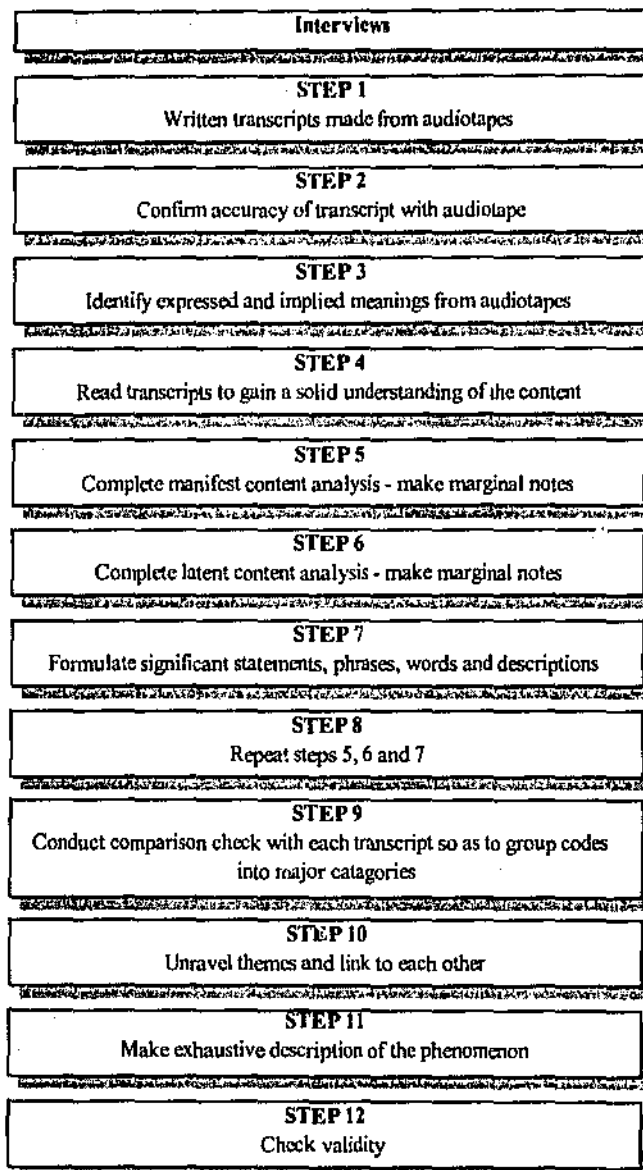 Interviews
STEP 1
Written transcripts made from audiotapes
STEP 2
Confirm accuracy of transcript with audiotape
STEP 3
Identify expressed and implied meanings from audiotapes
STEP 4
Read transcripts to gain a solid understanding of the content
STEP 5
Complete manifest content analysis - make marginal notes
STEP 6
Complete latent content analysis - make marginal notes
STEP 7
Formulate significant statements, phrases, words and descriptions
STEP 8
Repeat steps 5, 6 and 7
STEP 9
Conduct comparison check with each transcript so as to group codes
into major catagories
STEP 10
Unravel themes and link to each other
STEP 11
Make exhaustive description of the phenomenon
STEP 12
Check validity